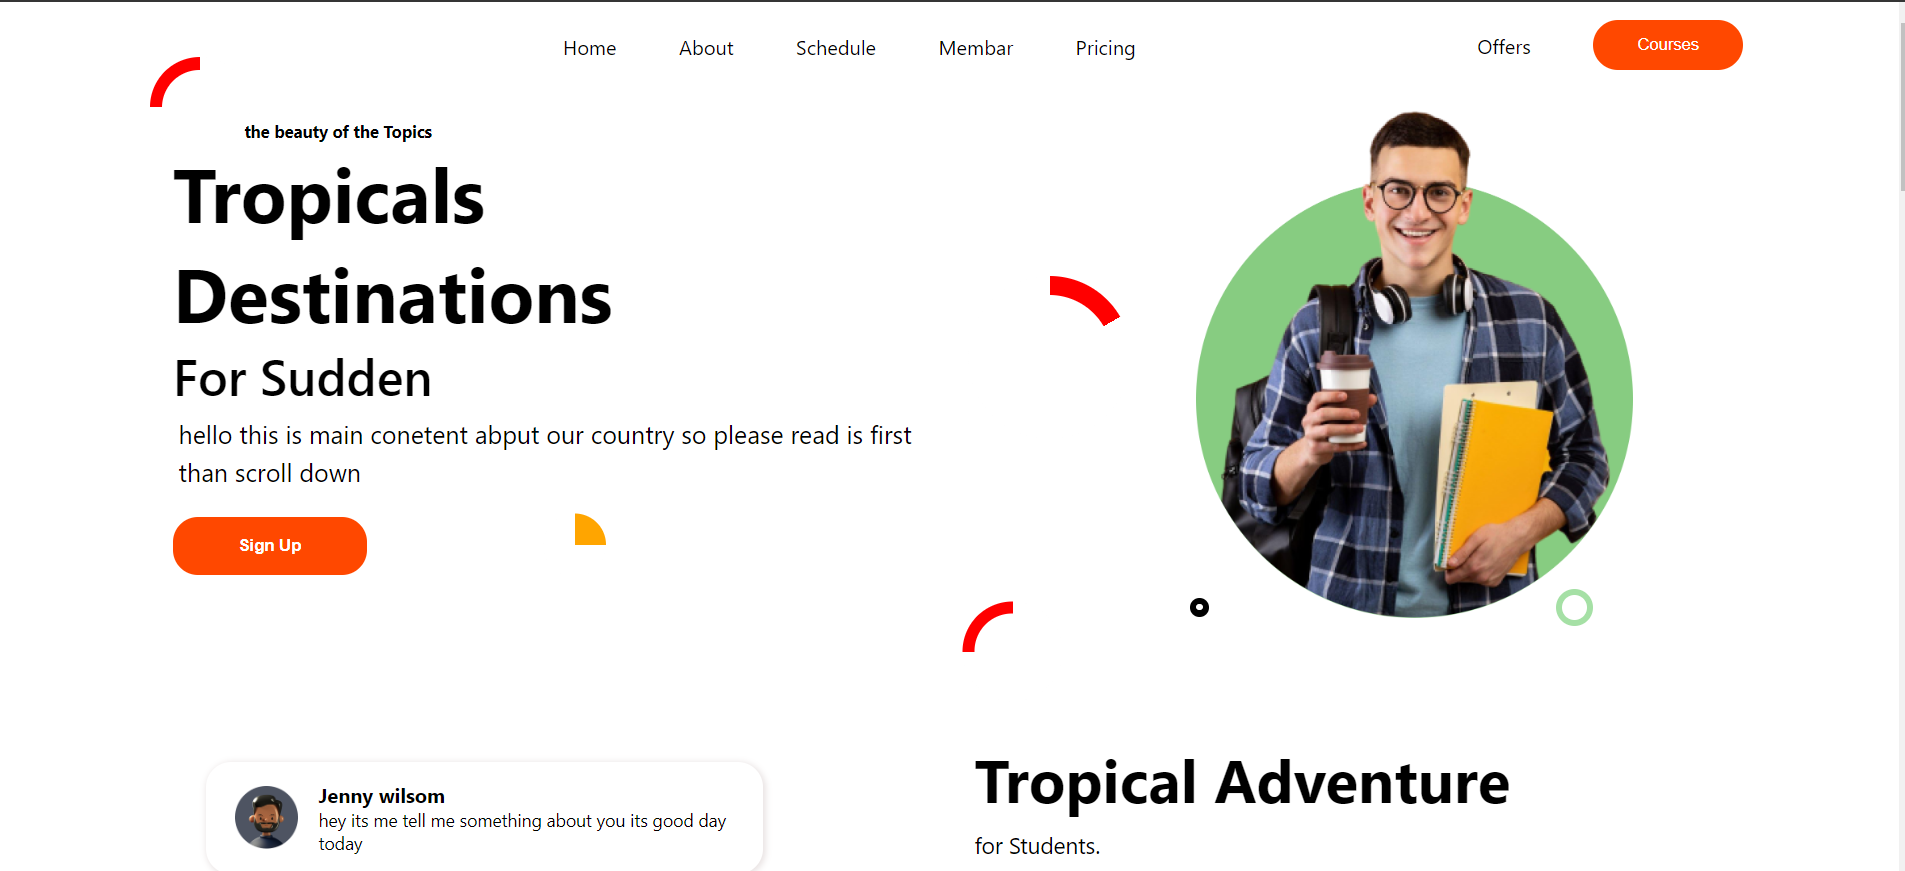 Home About Schedule Membar Pricing Offers Courses
the beauty of the Topics
Tropicals
Destinations
For Sudden
hello this is main conetent abput our country so please read is first
than scroll down
Sign Up
Jenny wilsom
hey its me tell me something about you its good day
today
Tropical Adventure
for Students.